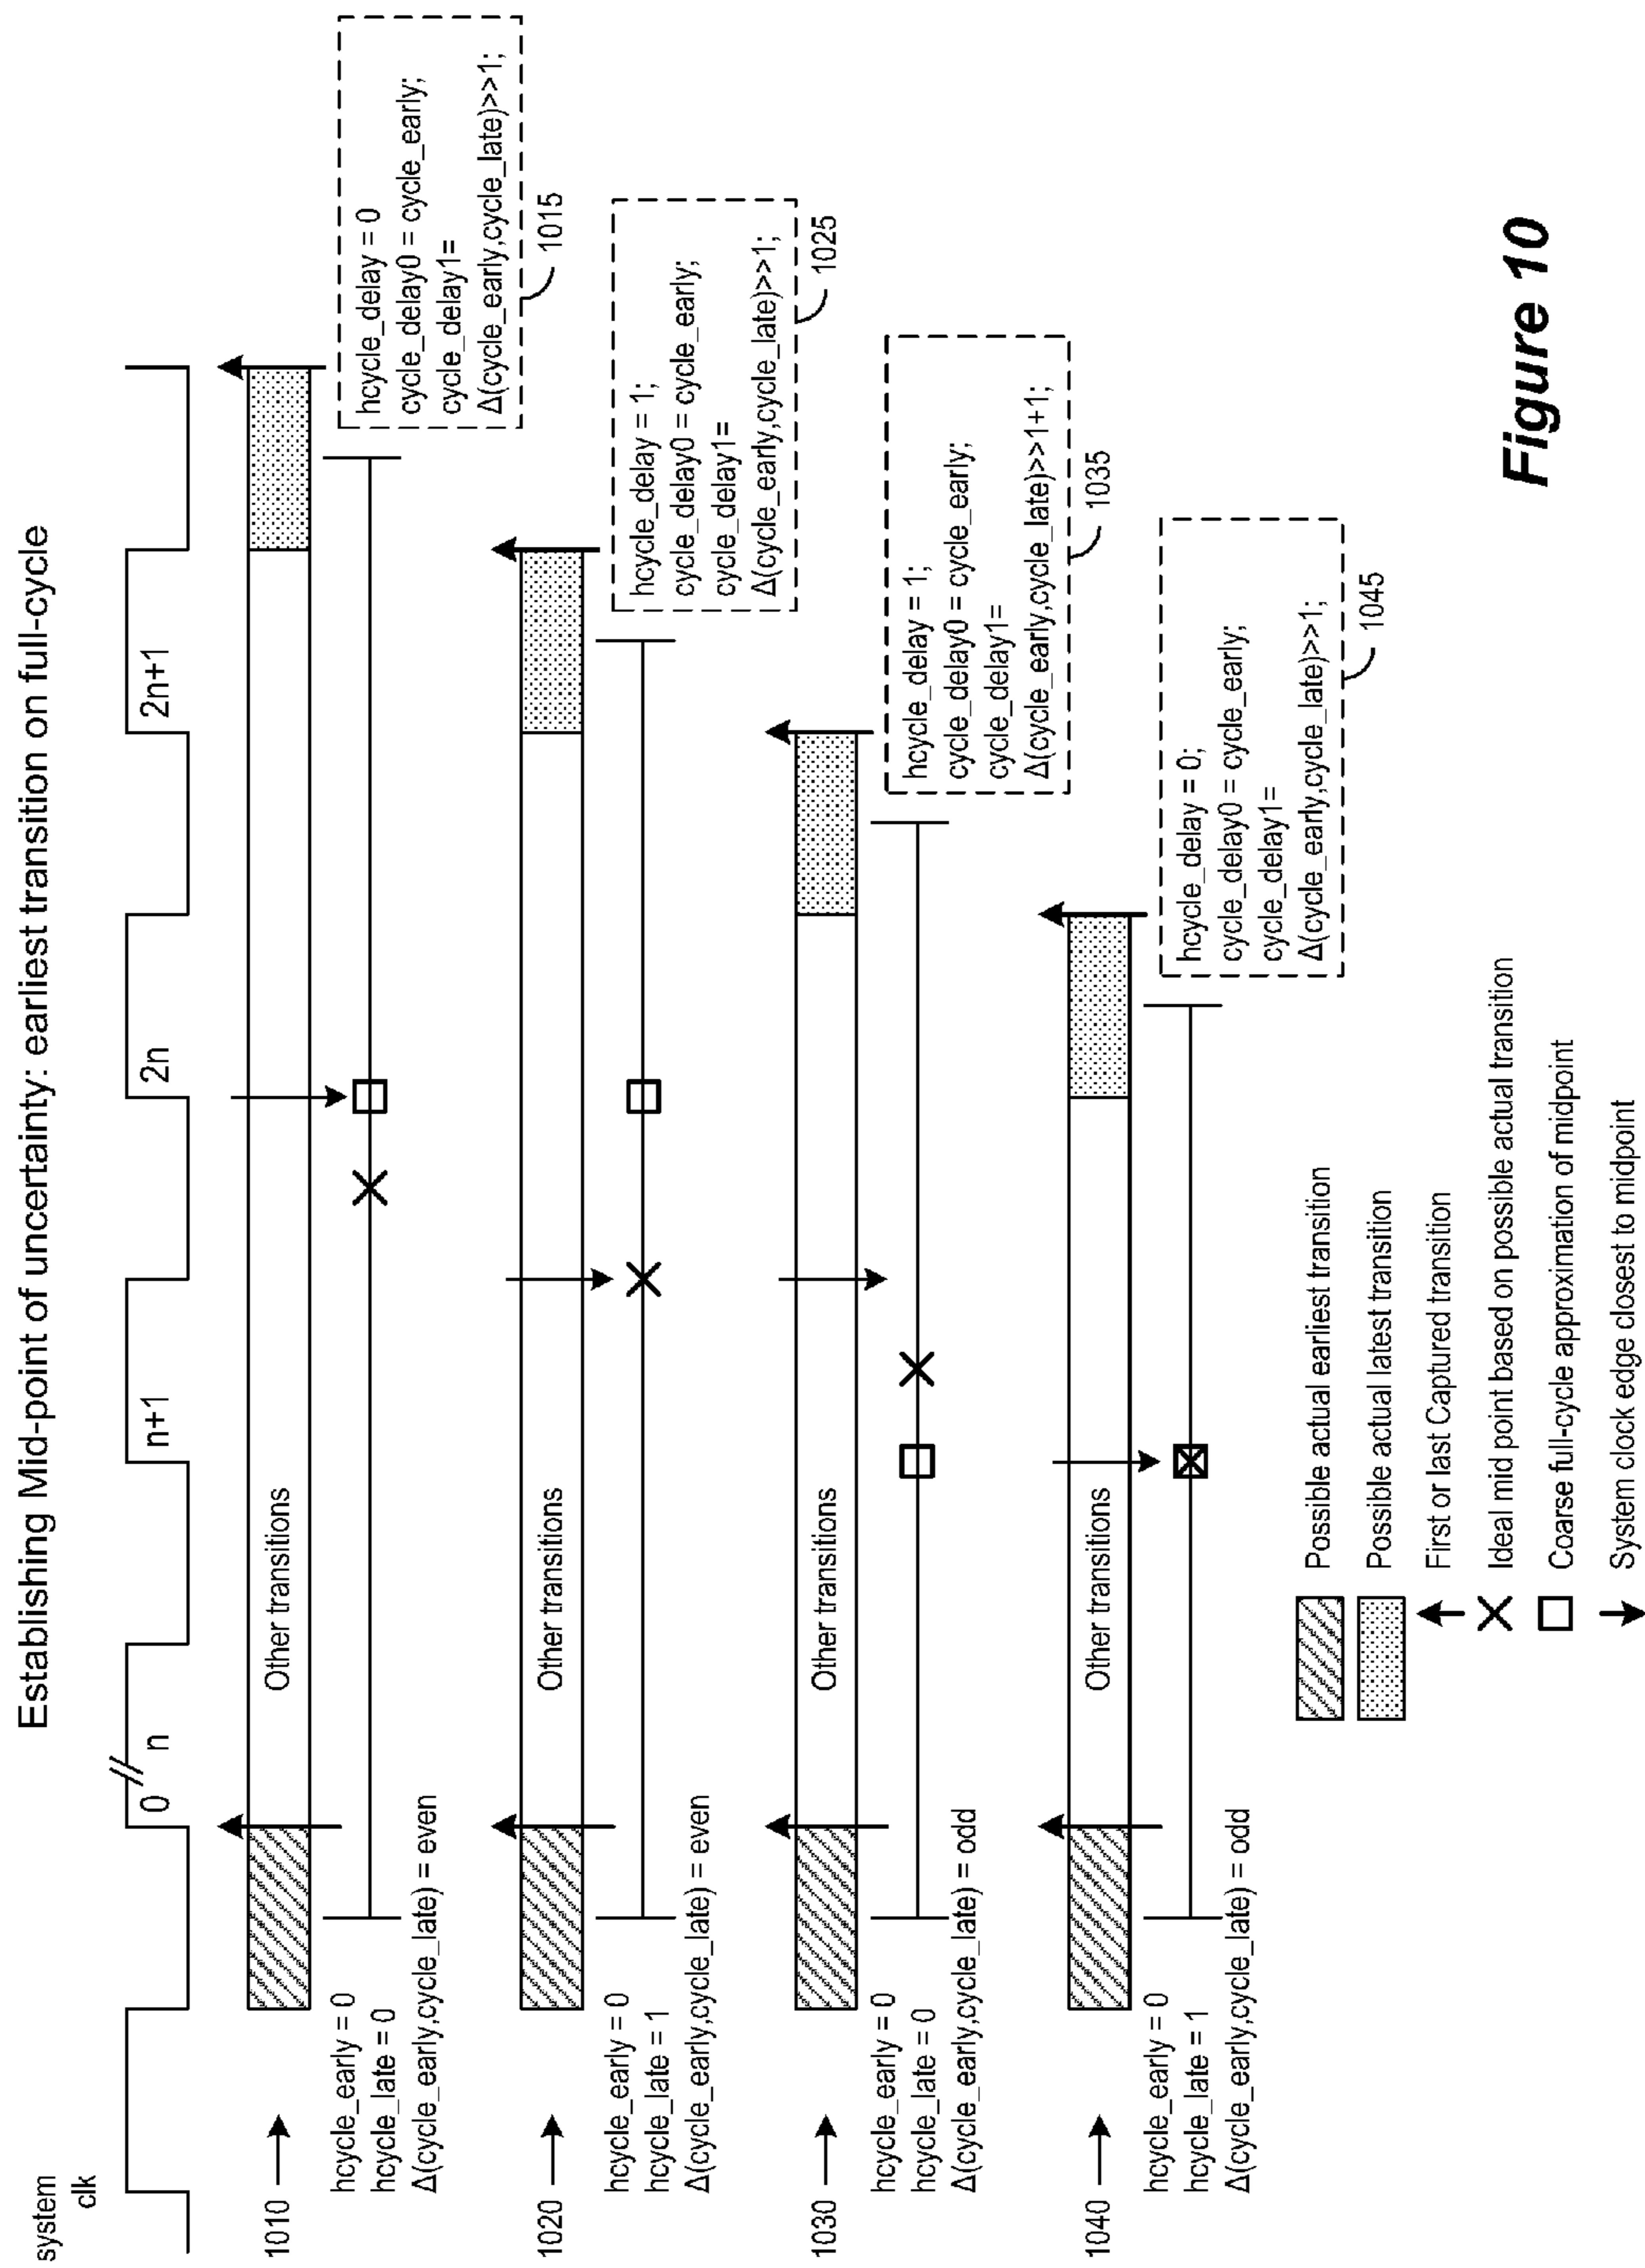 Establishing Mid-point of uncertainty: earliest transition on full-cycle
system
clk
0
n
n+1
2n
2n+1
1010
Other transitions
hcycle_early = 0
hcycle_late = 0
Δ(cycle_early,cycle_late) = even
hcycle_delay = 0
cycle_delay0 = cycle_early;
cycle_delay1=
Δ(cycle_early,cycle_late)>>1;
1015
1020
Other transitions
hcycle_early = 0
hcycle_late = 1
Δ(cycle_early,cycle_late) = even
hcycle_delay = 1;
cycle_delay0 = cycle_early;
cycle_delay1=
Δ(cycle_early,cycle_late)>>1;
1025
1030
Other transitions
hcycle_early = 0
hcycle_late = 0
Δ(cycle_early,cycle_late) = odd
hcycle_delay = 1;
cycle_delay0 = cycle_early;
cycle_delay1=
Δ(cycle_early,cycle_late)>>1+1;
1035
1040
Other transitions
hcycle_early = 0
hcycle_late = 1
Δ(cycle_early,cycle_late) = odd
hcycle_delay = 0;
cycle_delay0 = cycle_early;
cycle_delay1=
Δ(cycle_early,cycle_late)>>1;
1045
Possible actual earliest transition
Possible actual latest transition
First or last Captured transition
Ideal mid point based on possible actual transition
Coarse full-cycle approximation of midpoint
System clock edge closest to midpoint
Figure 10